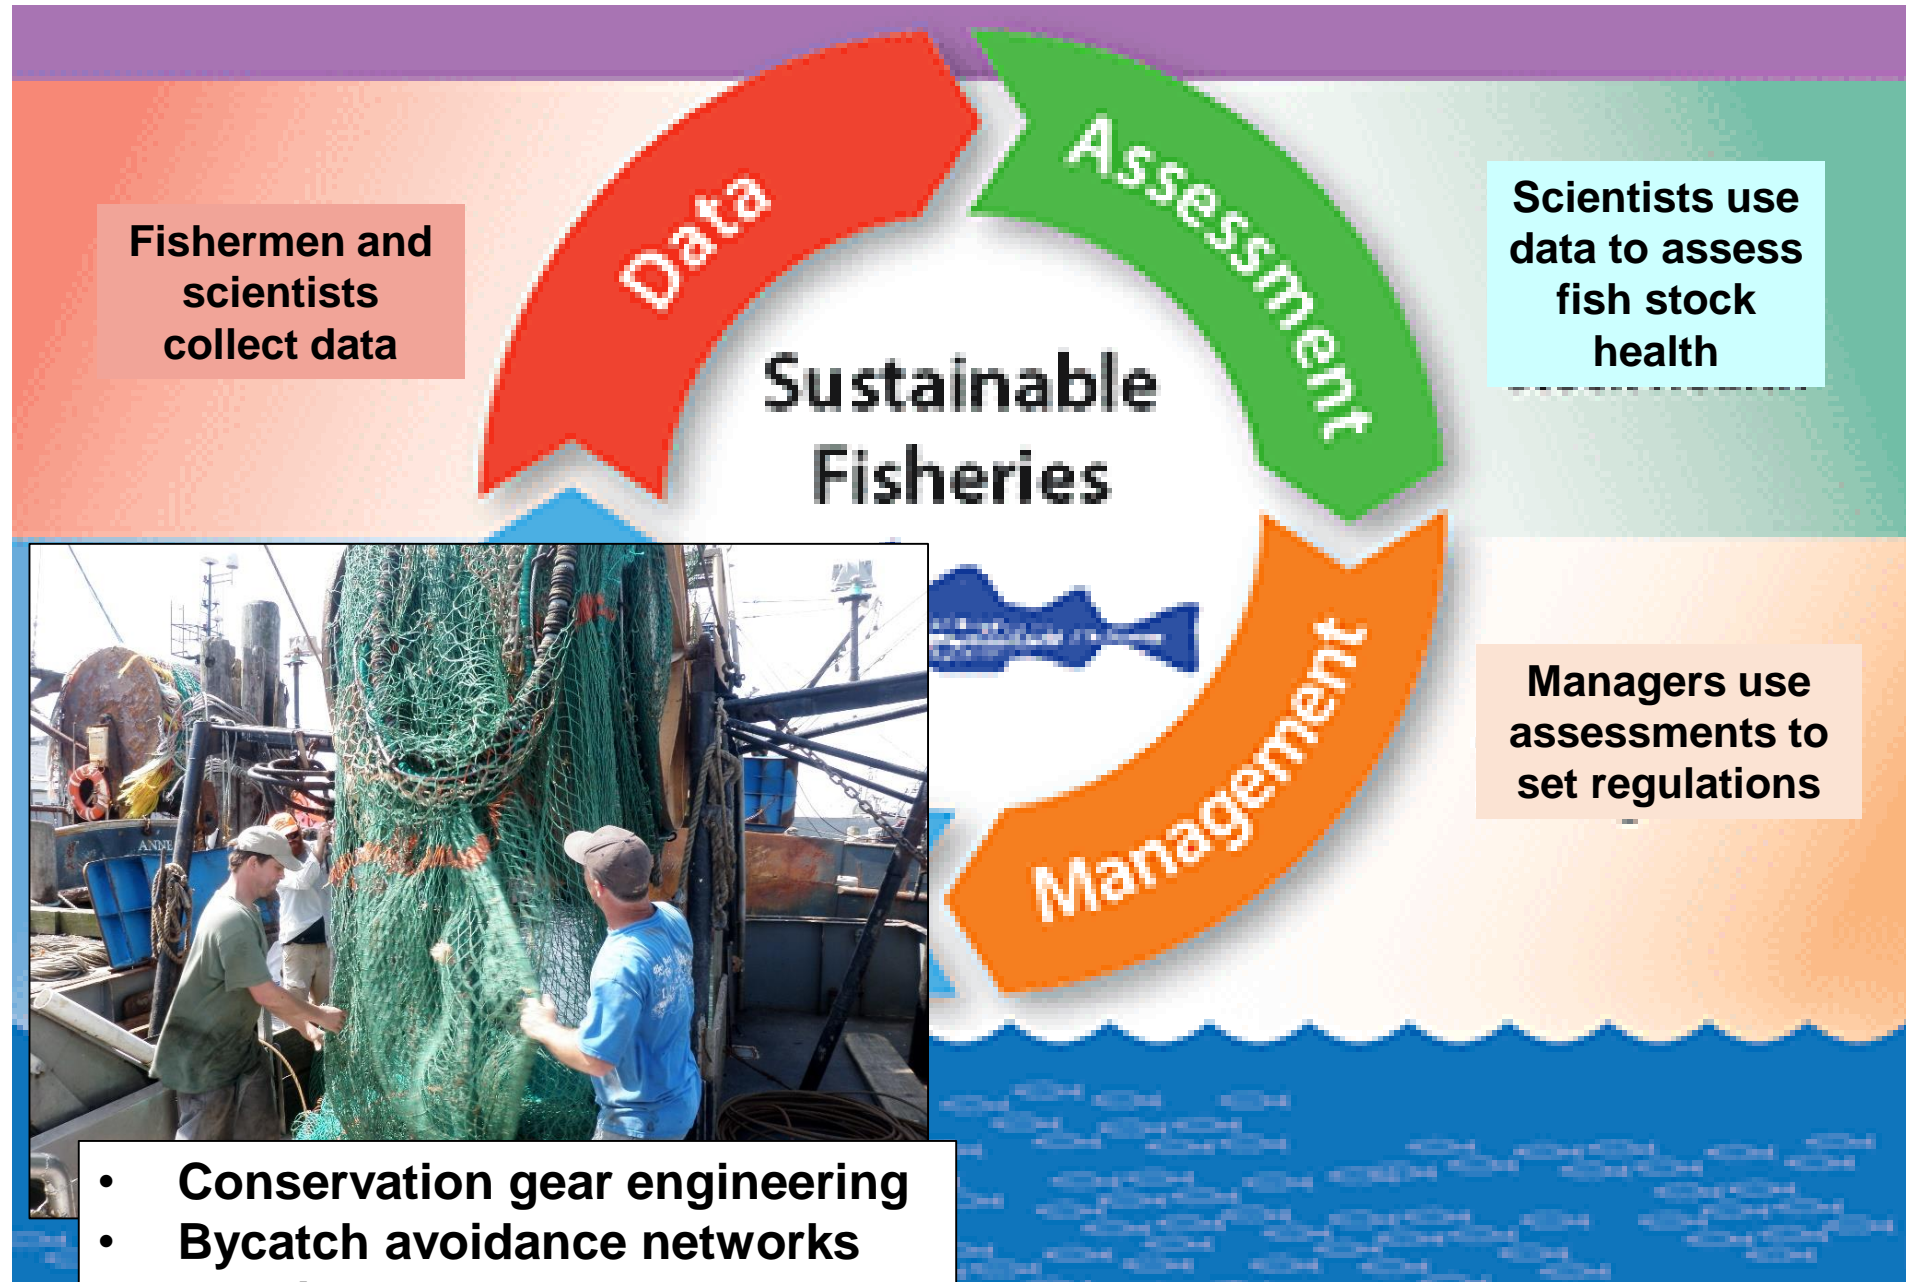 Data
Assessment
Fishermen and
scientists
collect data
Scientists use
data to assess
fish stock
health
Sustainable
Fisheries
Managers use
assessments to
set regulations
Management
ANNE
• Conservation gear engineering
• Bycatch avoidance networks